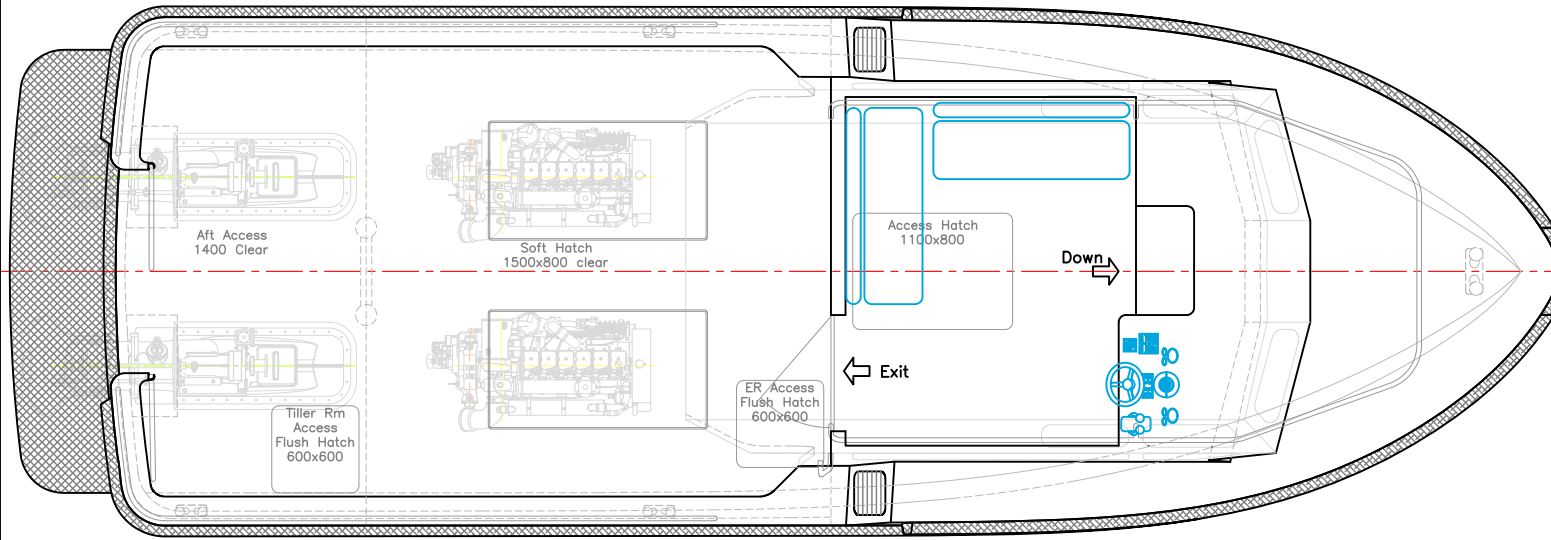 Aft Access
1400 Clear
Soft Hatch
1500x800 clear
Access Hatch
1100x800
Down
Exit
ER Access
Flush Hatch
600x600
Tiller Rm
Access
Flush Hatch
600x600